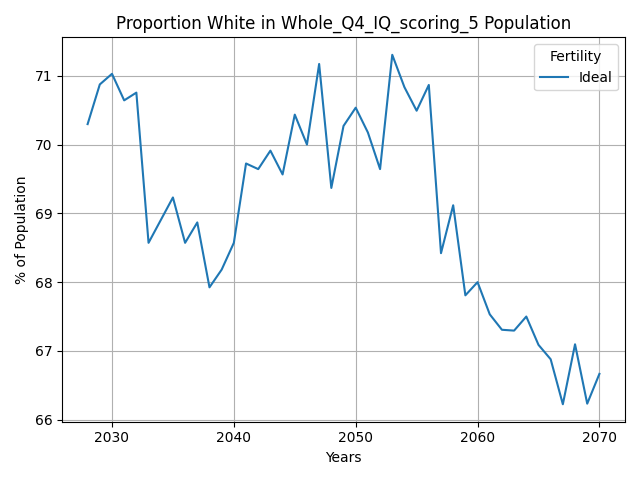 Proportion White in Whole_Q4_IQ_scoring_5 Population
Fertility
Ideal
71
70
69
68
67
66
% of Population
2030 2040 2050 2060 2070
Years